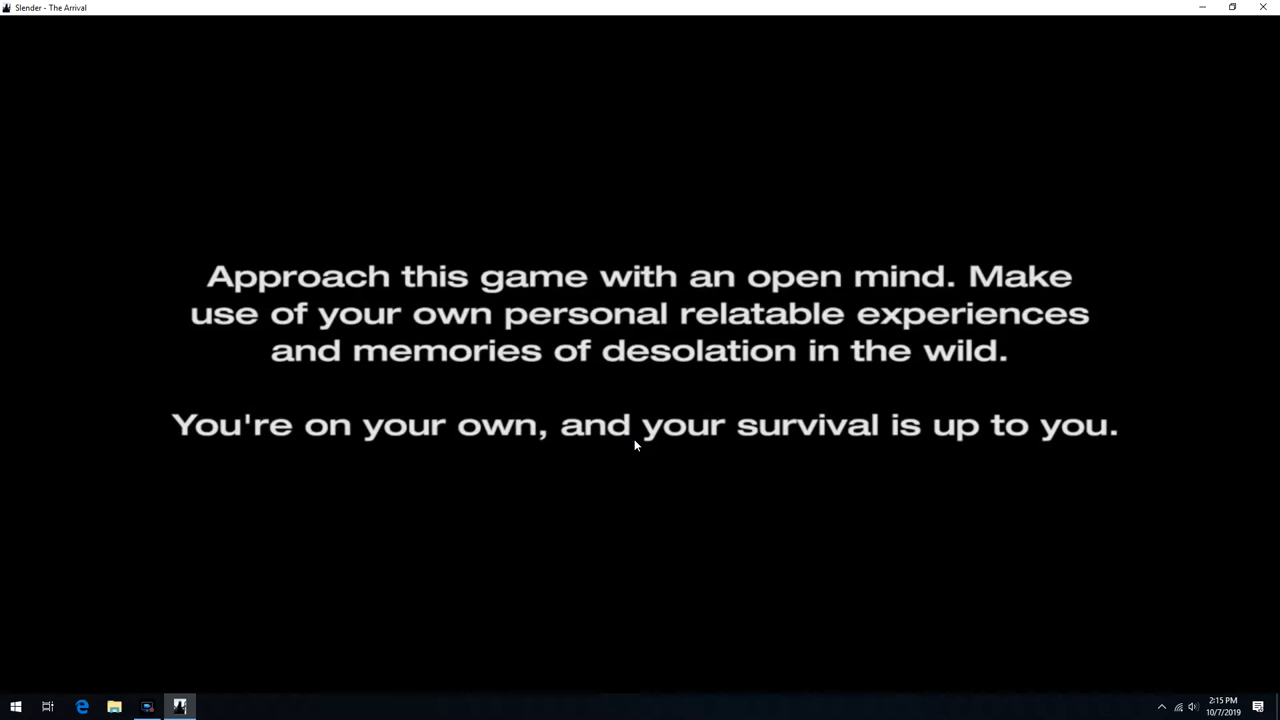 Slender - The Arrival
Approach this game with an open mind. Make
use of your own personal relatable experiences
and memories of desolation in the wild.
You're on your own, and your survival is up to you.
2:15 PM
10/7/2019